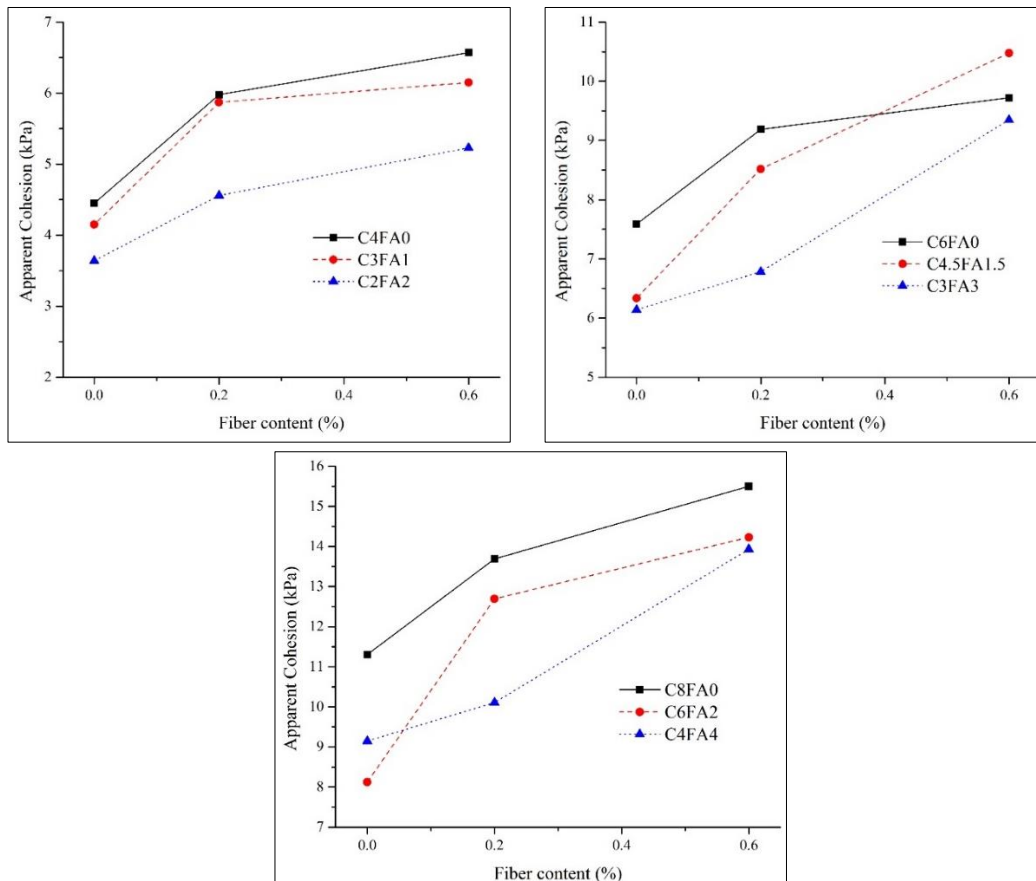 7
6
5
4
3
2
Apparent Cohesion (kPa)
C4FA0
C3FA1
C2FA2
0.0 0.2 0.4 0.6
Fiber content (%)
11
10
9
8
7
6
5
Apparent Cohesion (kPa)
C6FA0
C4.5FA1.5
C3FA3
0.0 0.2 0.4 0.6
Fiber content (%)
16
15
14
13
12
11
10
9
8
7
Apparent Cohesion (kPa)
C8FA0
C6FA2
C4FA4
0.0 0.2 0.4 0.6
Fiber content (%)